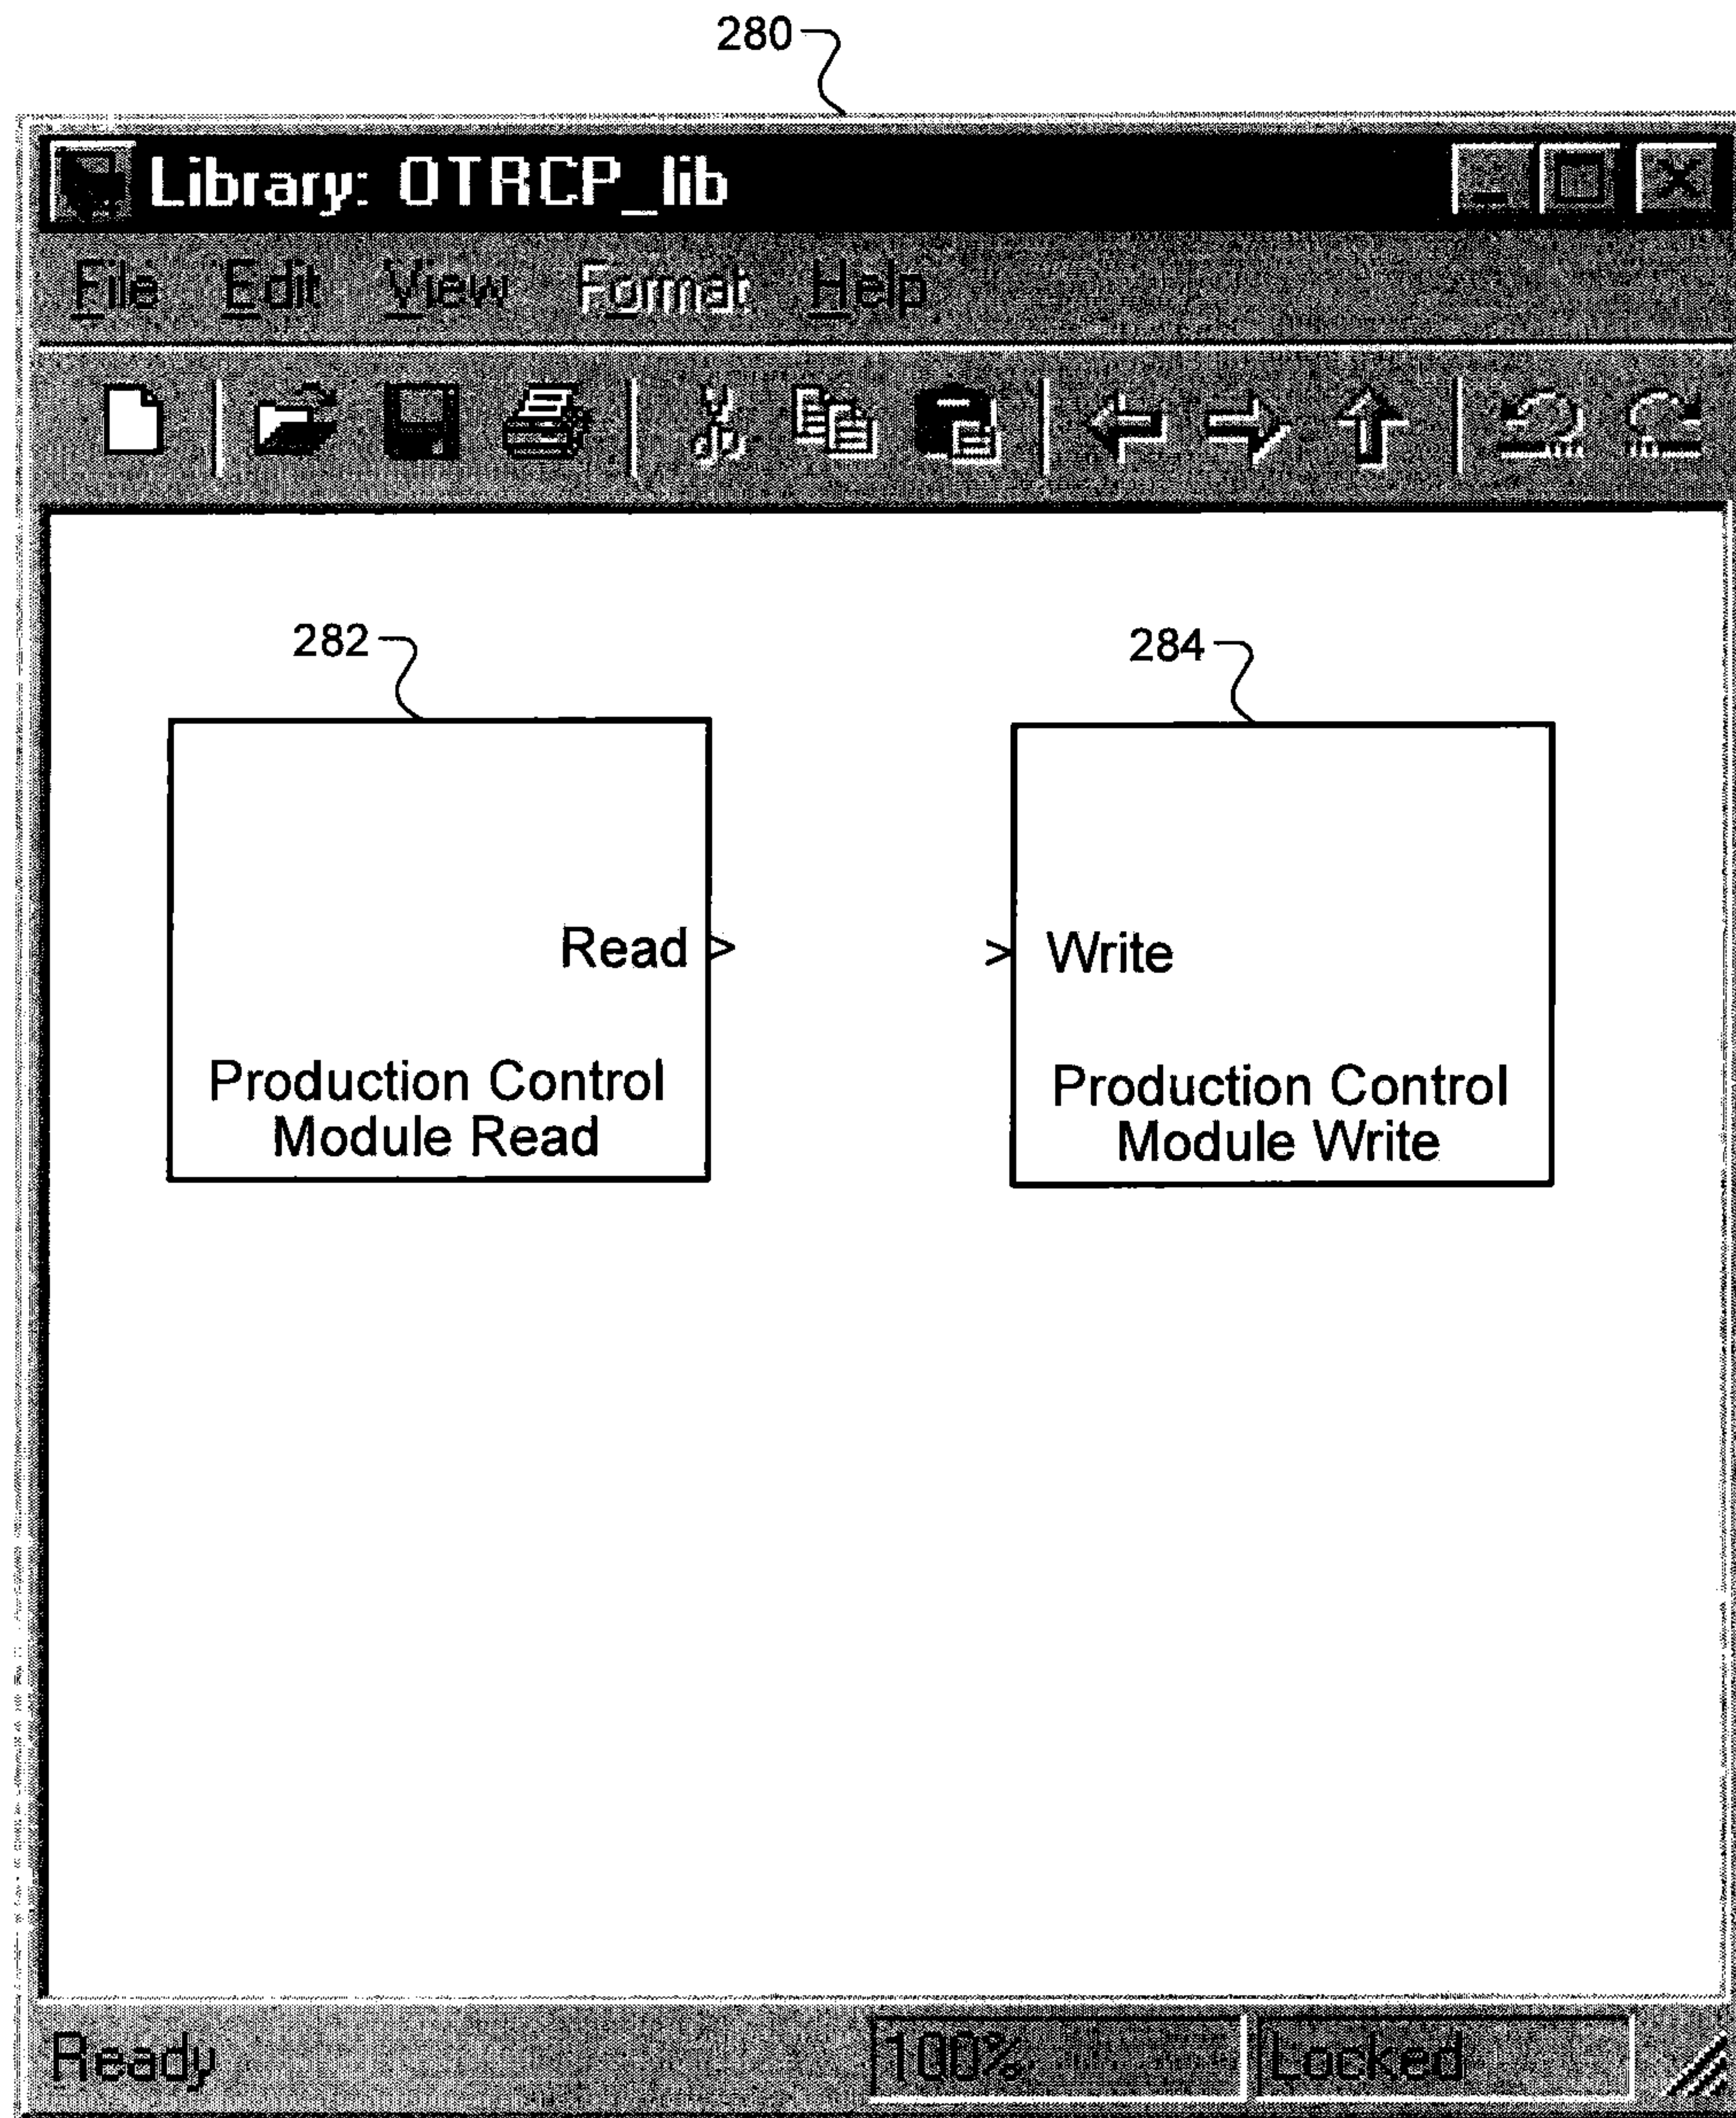 280
Library: OTRCP_lib
File Edit View Format Help
282
284
Read
Write
Production Control
Module Read
Production Control
Module Write
Ready 100% Locked